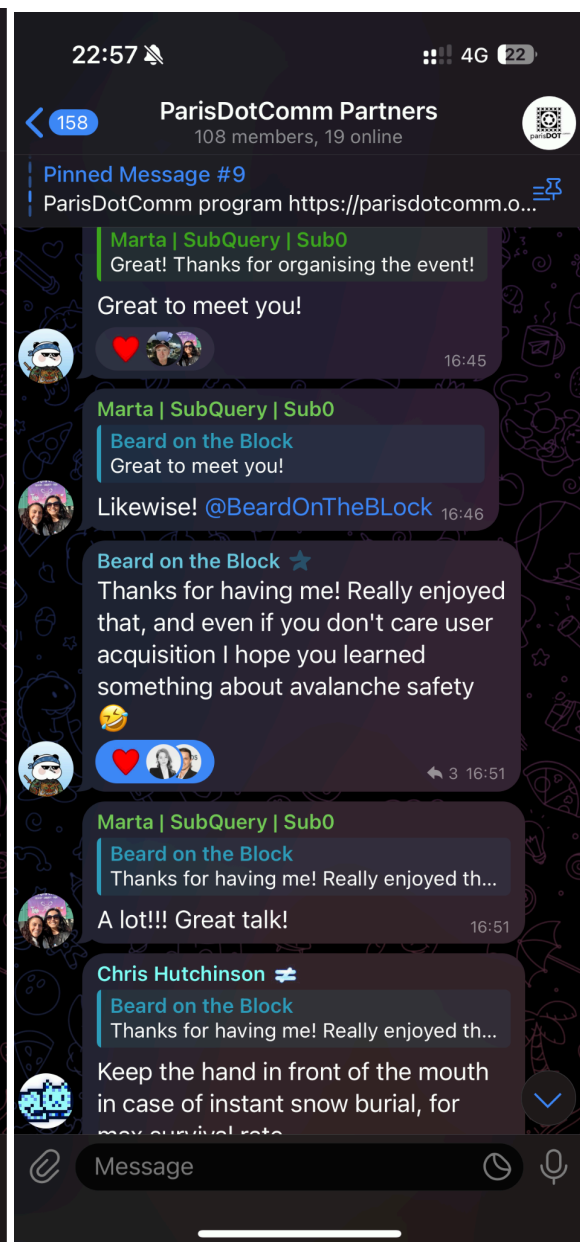 22:57
4G 22
158
ParisDotComm Partners
108 members, 19 online
parisDOT
Pinned Message #9
ParisDotComm program https://parisdotcomm.o...
Marta | SubQuery | Sub0
Great! Thanks for organising the event!
Great to meet you!
16:45
Marta | SubQuery | Sub0
Beard on the Block
Great to meet you!
Likewise! @BeardOnTheBLock 16:46
Beard on the Block
Thanks for having me! Really enjoyed
that, and even if you don't care user
acquisition I hope you learned
something about avalanche safety
🤣
3 16:51
Marta | SubQuery | Sub0
Beard on the Block
Thanks for having me! Really enjoyed th...
A lot!!! Great talk!
16:51
Chris Hutchinson
Beard on the Block
Thanks for having me! Really enjoyed th...
Keep the hand in front of the mouth
in case of instant snow burial, for
max survival rate
Message